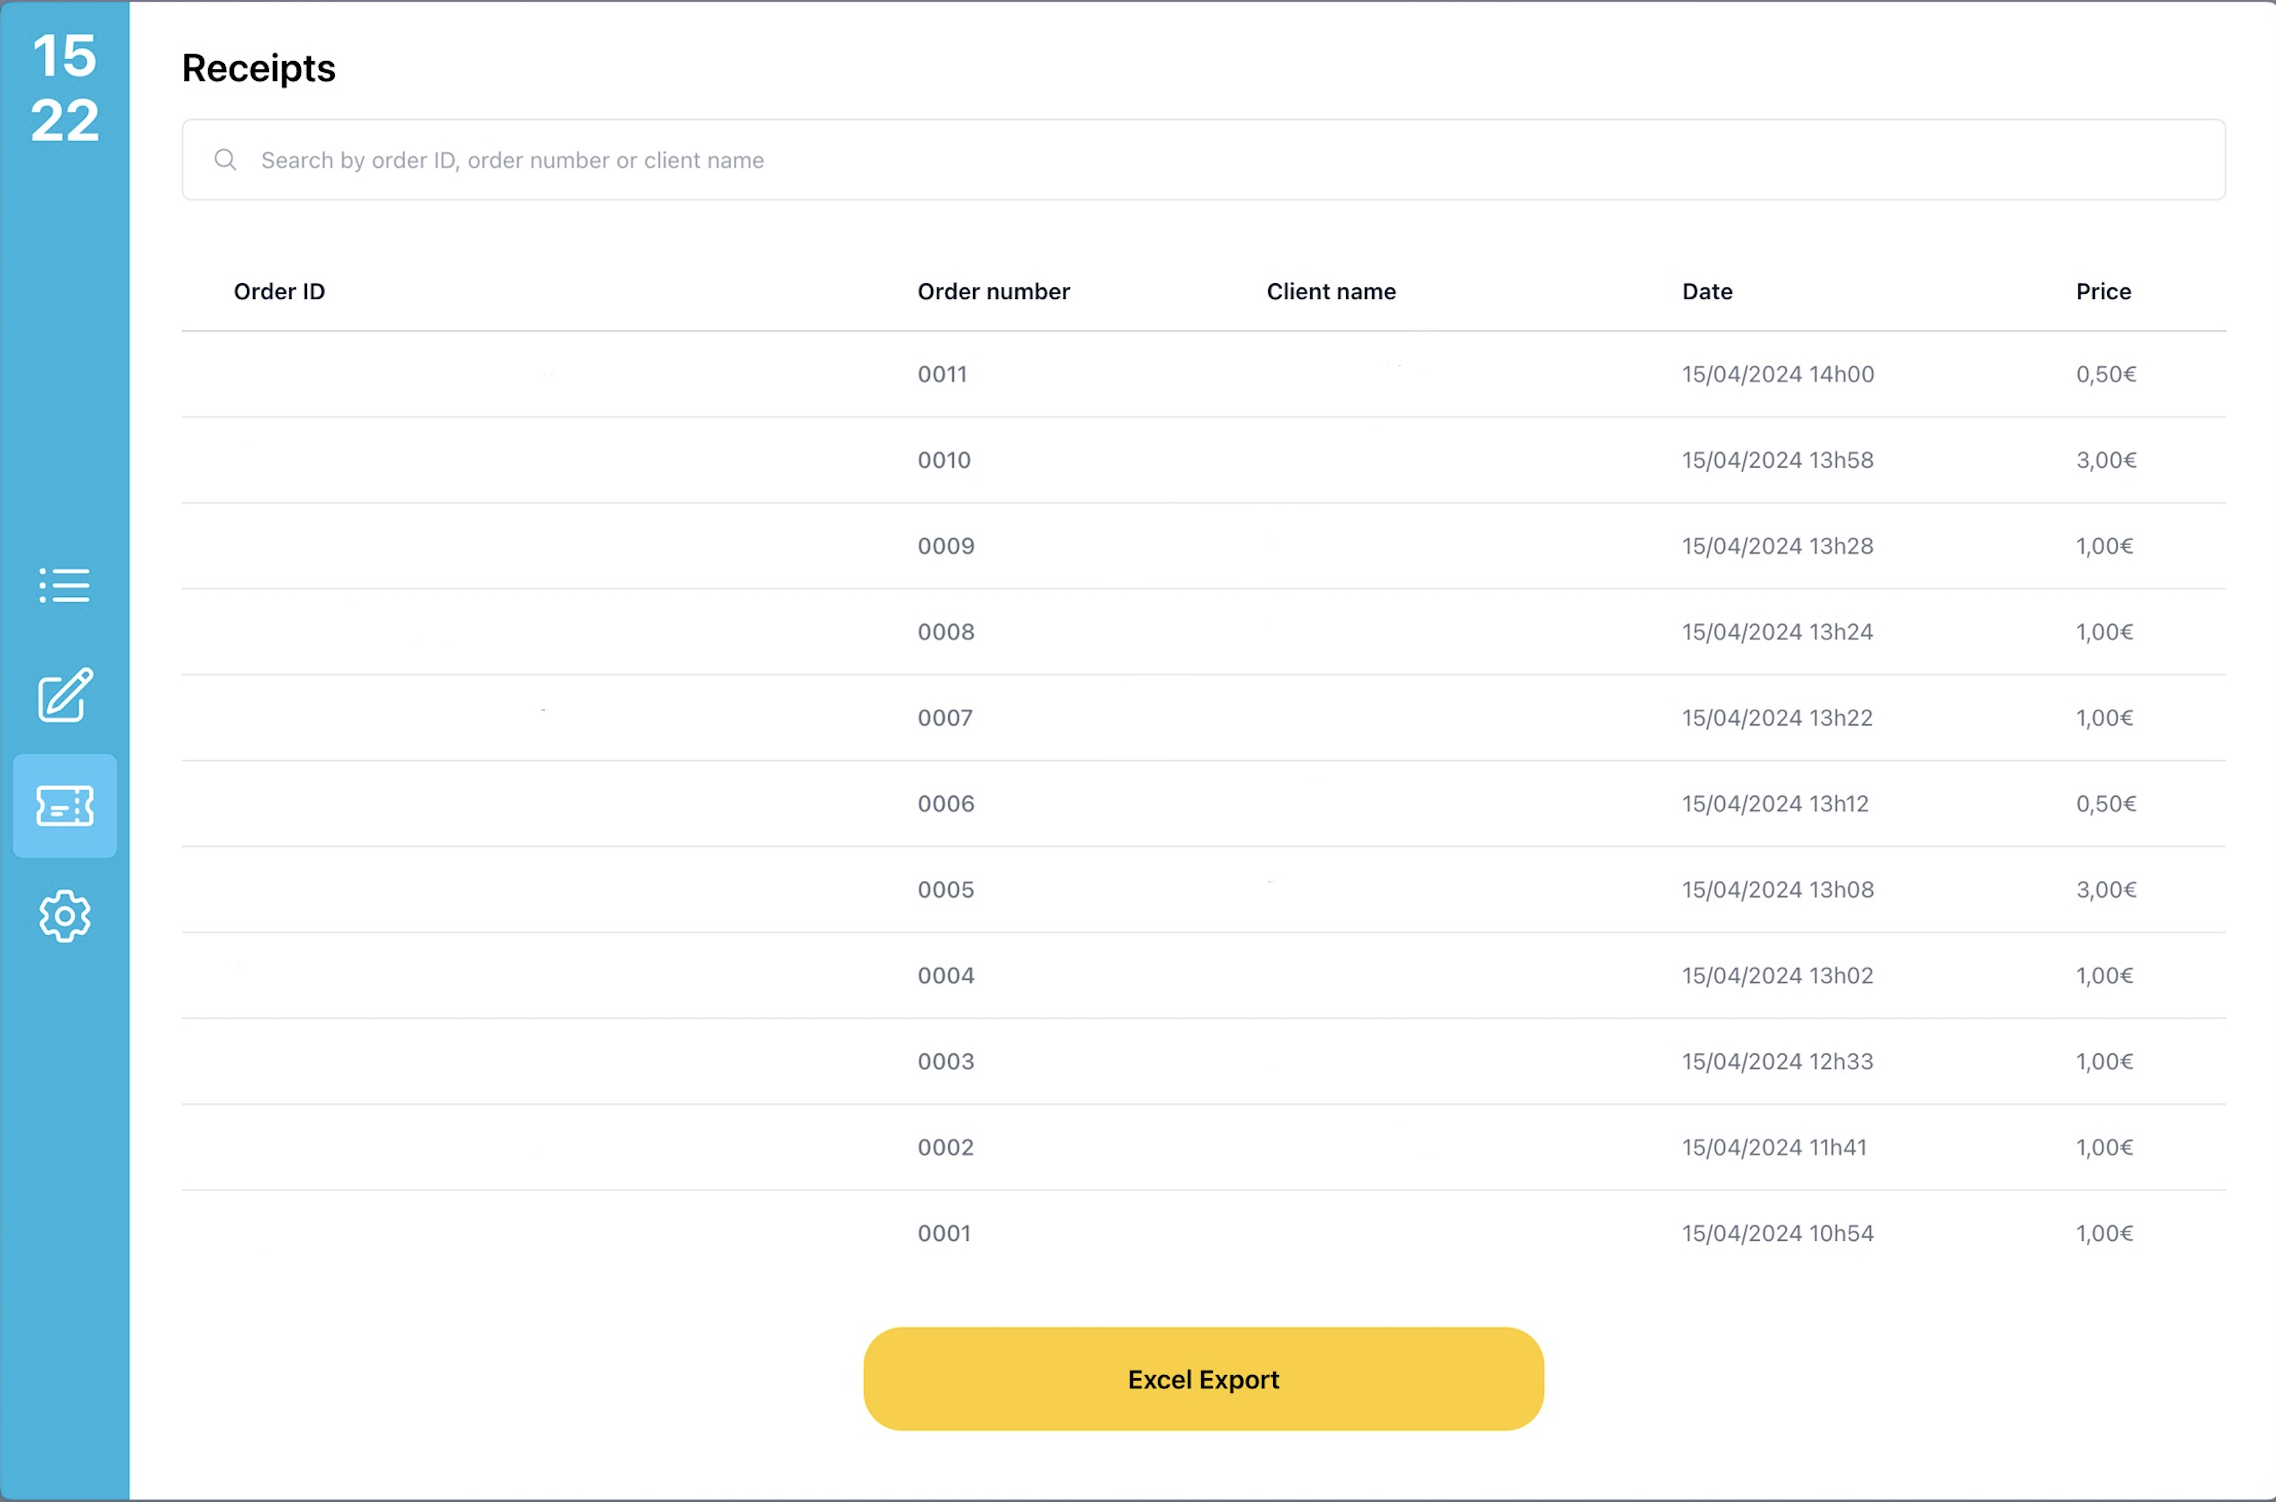 15
22
Receipts
Search by order ID, order number or client name
Order ID Order number Client name Date Price
0011 15/04/2024 14h00 0,50€
0010 15/04/2024 13h58 3,00€
0009 15/04/2024 13h28 1,00€
0008 15/04/2024 13h24 1,00€
0007 15/04/2024 13h22 1,00€
0006 15/04/2024 13h12 0,50€
0005 15/04/2024 13h08 3,00€
0004 15/04/2024 13h02 1,00€
0003 15/04/2024 12h33 1,00€
0002 15/04/2024 11h41 1,00€
0001 15/04/2024 10h54 1,00€
Excel Export